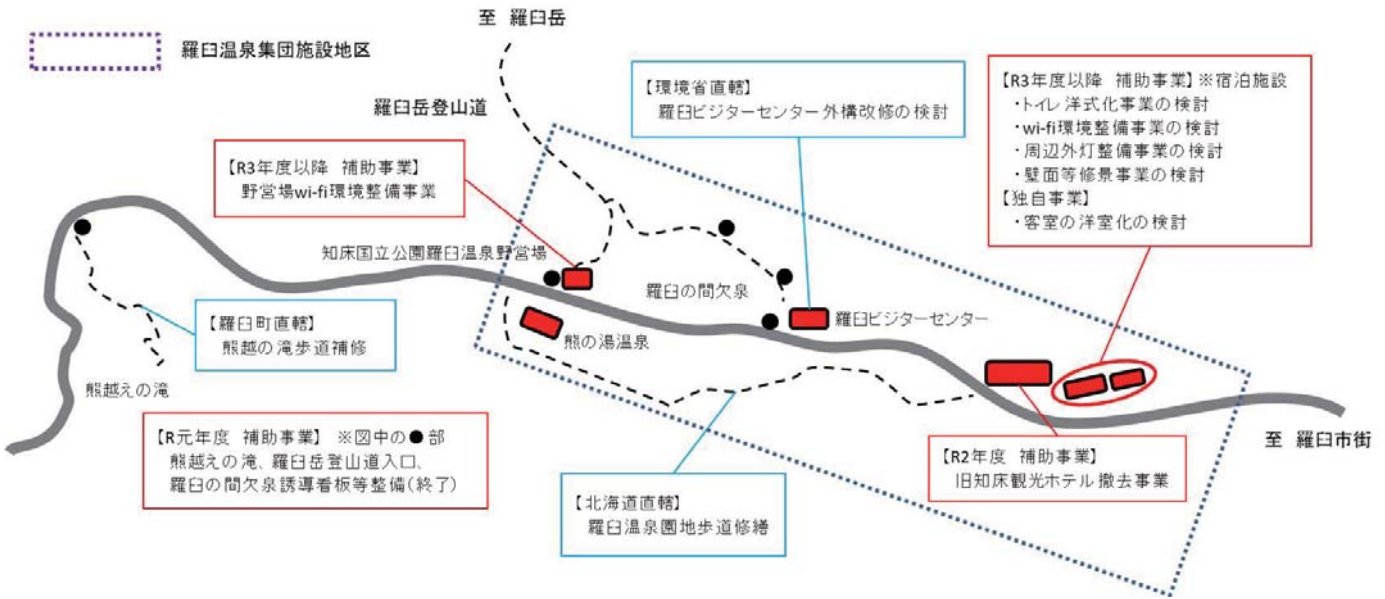 至 羅臼岳
羅臼温泉集団施設地区
羅臼岳登山道
【環境省直轄】
羅臼ビジターセンター外構改修の検討
【R3年度以降 補助事業】※宿泊施設
・トイレ洋式化事業の検討
・wi-fi環境整備事業の検討
・周辺外灯整備事業の検討
・壁面等修景事業の検討
【独自事業】
・客室の洋室化の検討
【R3年度以降 補助事業】
野営場wi-fi環境整備事業
知床国立公園羅臼温泉野営場
羅臼の間欠泉
羅臼ビジターセンター
熊の湯温泉
【羅臼町直轄】
熊越の滝歩道補修
熊越えの滝
【R元年度 補助事業】 ※図中の●部
熊越えの滝、羅臼岳登山道入口、
羅臼の間欠泉誘導看板等整備(終了)
【北海道直轄】
羅臼温泉園地歩道修繕
【R2年度 補助事業】
旧知床観光ホテル撤去事業
至 羅臼市街